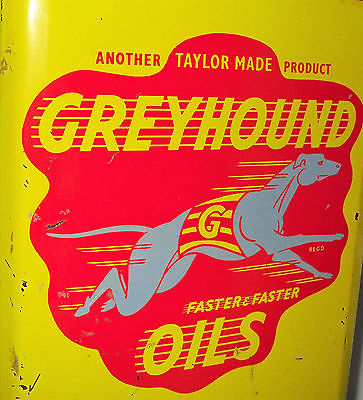 ANOTHER TAYLOR MADE PRODUCT
GREYHOUND
G
REGD
FASTER & FASTER
OILS